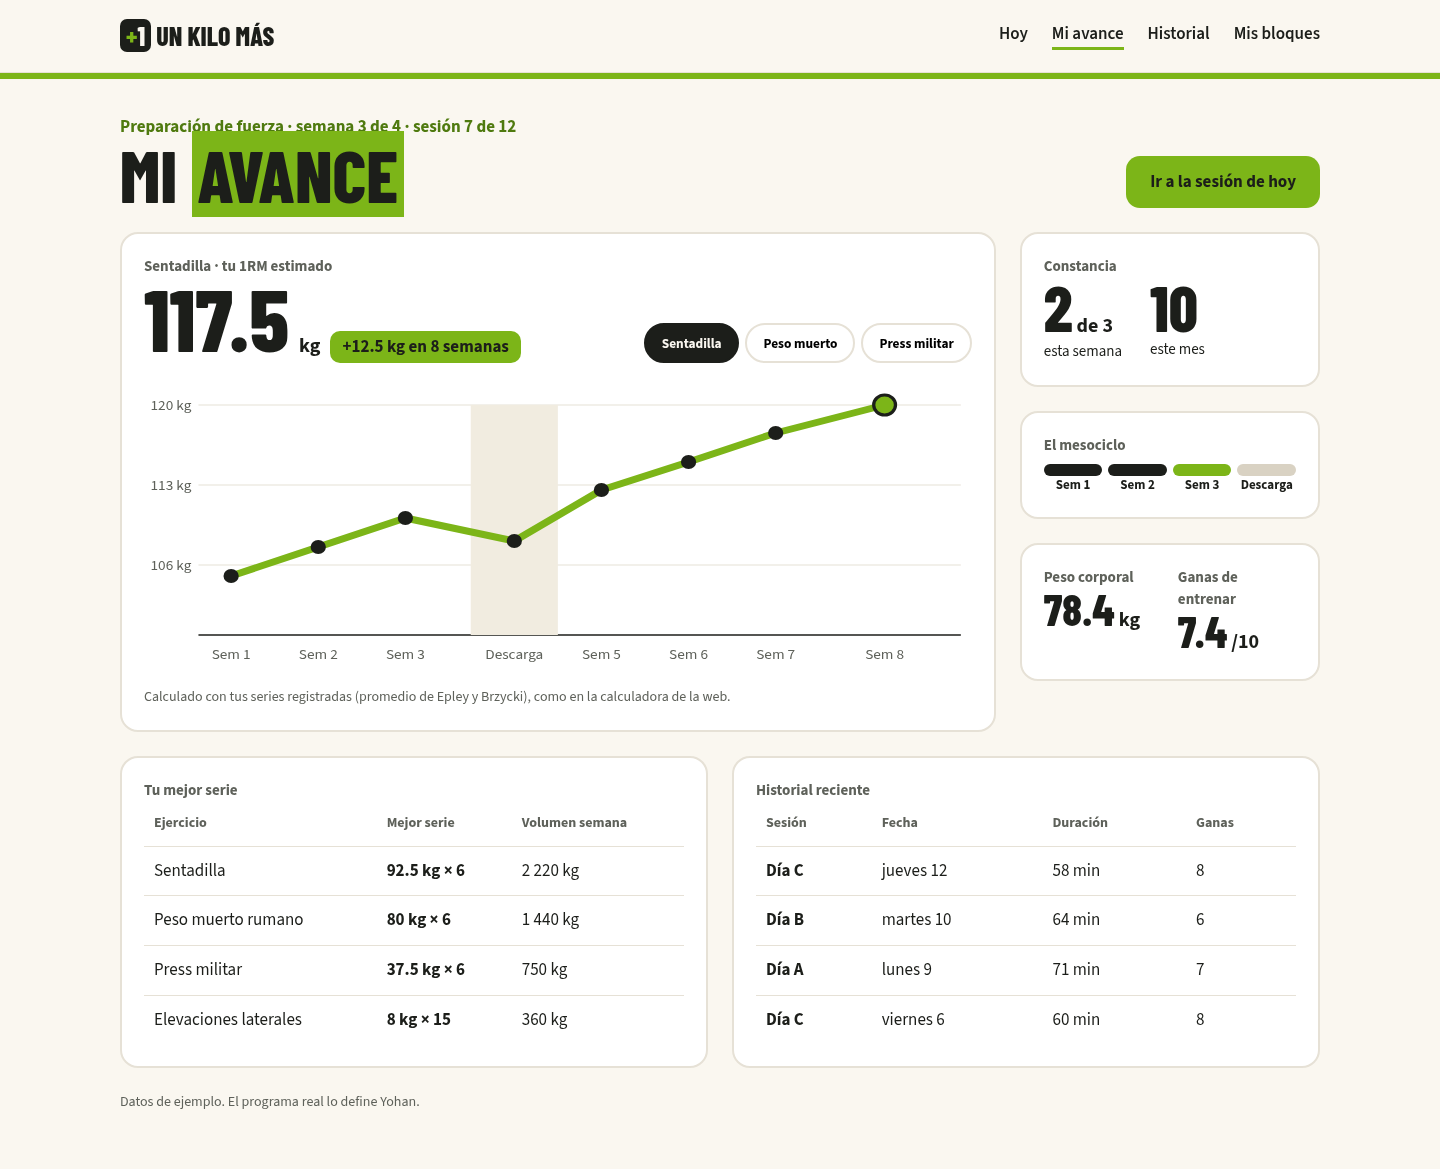 +1 UN KILO MÁS
Hoy Mi avance Historial Mis bloques
Preparación de fuerza · semana 3 de 4 · sesión 7 de 12
MI AVANCE
Ir a la sesión de hoy
Sentadilla · tu 1RM estimado
117.5 kg +12.5 kg en 8 semanas
Sentadilla Peso muerto Press militar
120 kg
113 kg
106 kg
Sem 1 Sem 2 Sem 3 Descarga Sem 5 Sem 6 Sem 7 Sem 8
Calculado con tus series registradas (promedio de Epley y Brzycki), como en la calculadora de la web.
Constancia
2 de 3 10
esta semana este mes
El mesociclo
Sem 1 Sem 2 Sem 3 Descarga
Peso corporal
78.4 kg
Ganas de
entrenar
7.4 /10
Tu mejor serie
Ejercicio Mejor serie Volumen semana
Sentadilla 92.5 kg × 6 2 220 kg
Peso muerto rumano 80 kg × 6 1 440 kg
Press militar 37.5 kg × 6 750 kg
Elevaciones laterales 8 kg × 15 360 kg
Historial reciente
Sesión Fecha Duración Ganas
Día C jueves 12 58 min 8
Día B martes 10 64 min 6
Día A lunes 9 71 min 7
Día C viernes 6 60 min 8
Datos de ejemplo. El programa real lo define Yohan.